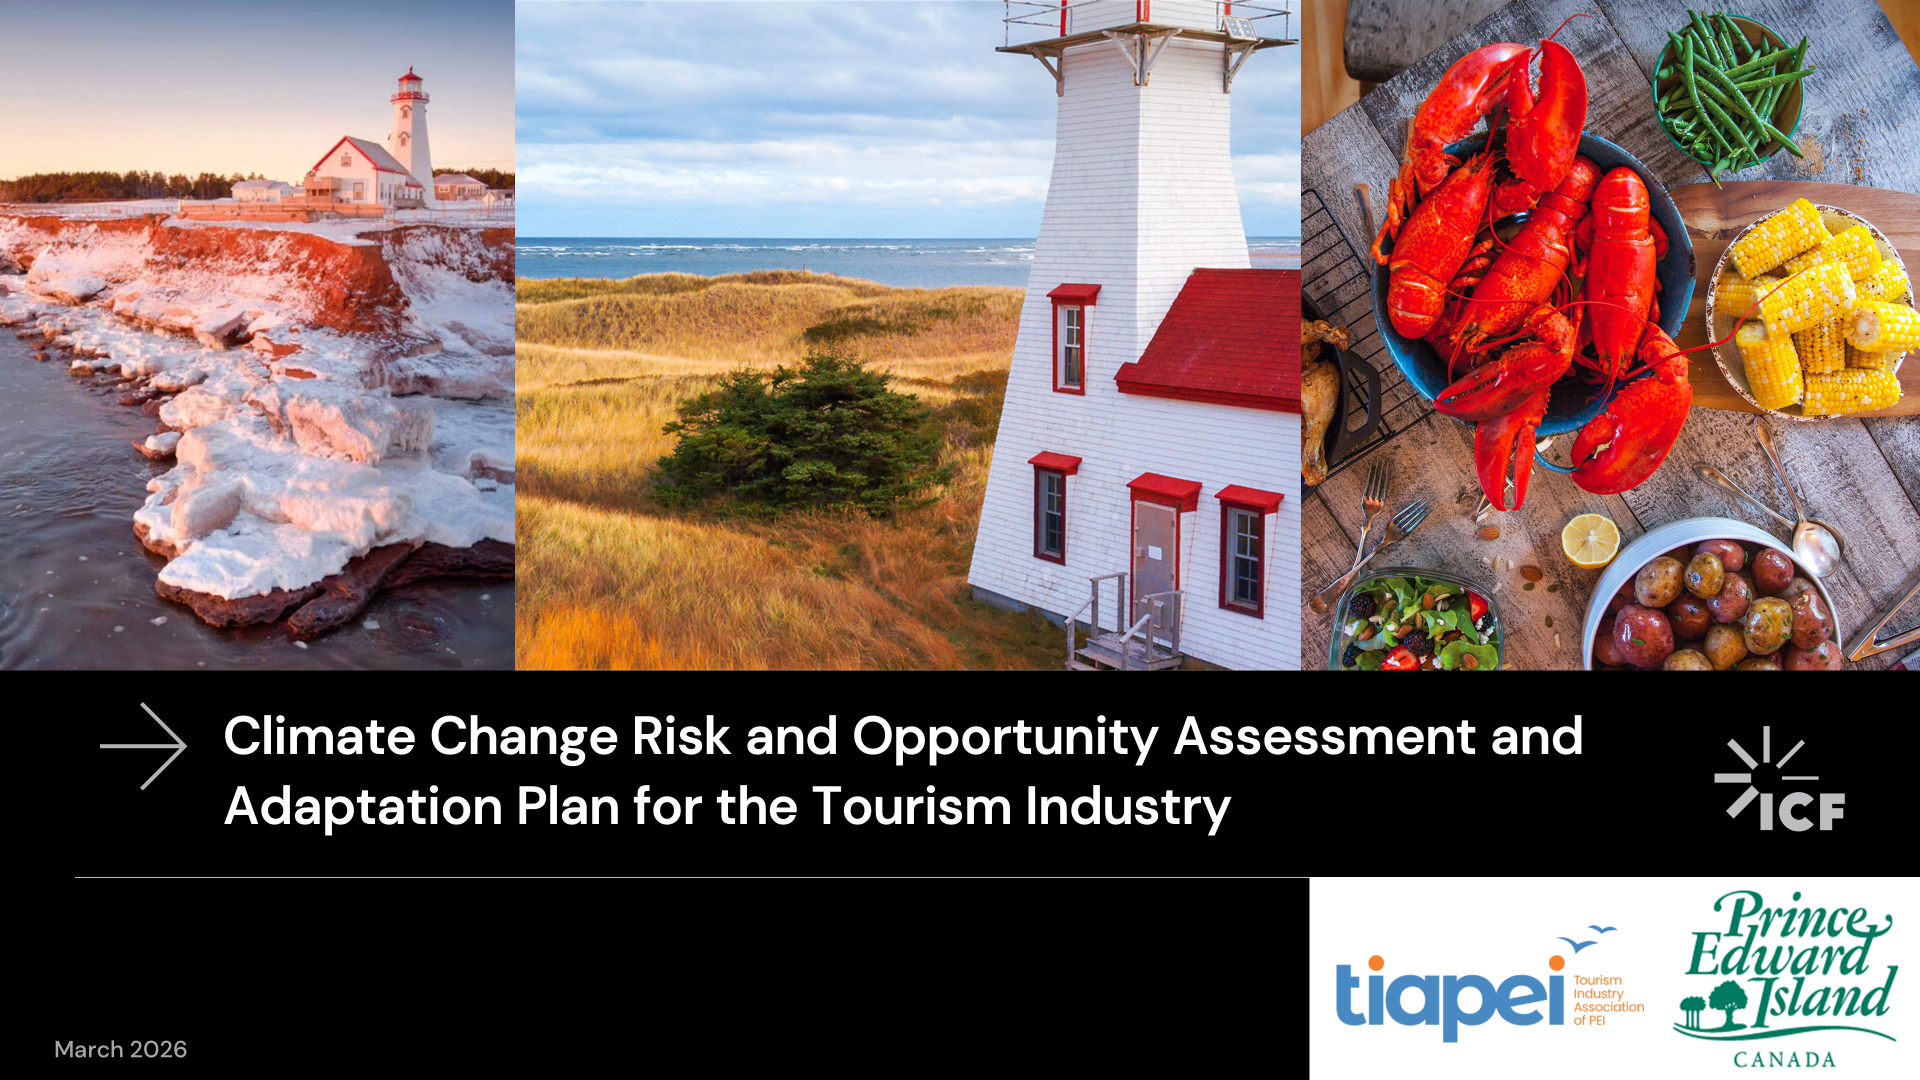 Climate Change Risk and Opportunity Assessment and
Adaptation Plan for the Tourism Industry
ICF
tiapei
Tourism
Industry
Association
of PEI
Prince
Edward
Island
CANADA
March 2026